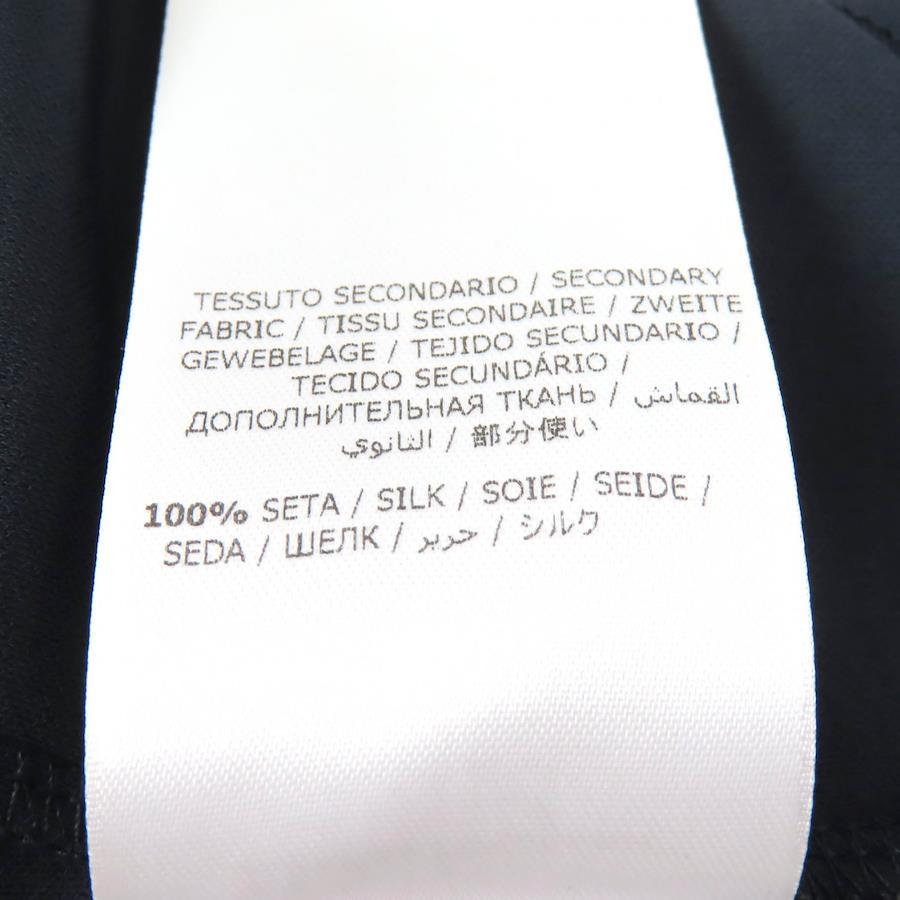 TESSUTO SECONDARIO / SECONDARY
FABRIC / TISSU SECONDAIRE / ZWEITE
GEWEBELAGE / TEJIDO SECUNDARIO /
TECIDO SECUNDÁRIO /
ДОПОЛНИТЕЛЬНАЯ ТКАНЬ / القماش
الثانوي / 部分使い
100% SETA / SILK / SOIE / SEIDE /
SEDA / ШЕЛК / حرير / シルク